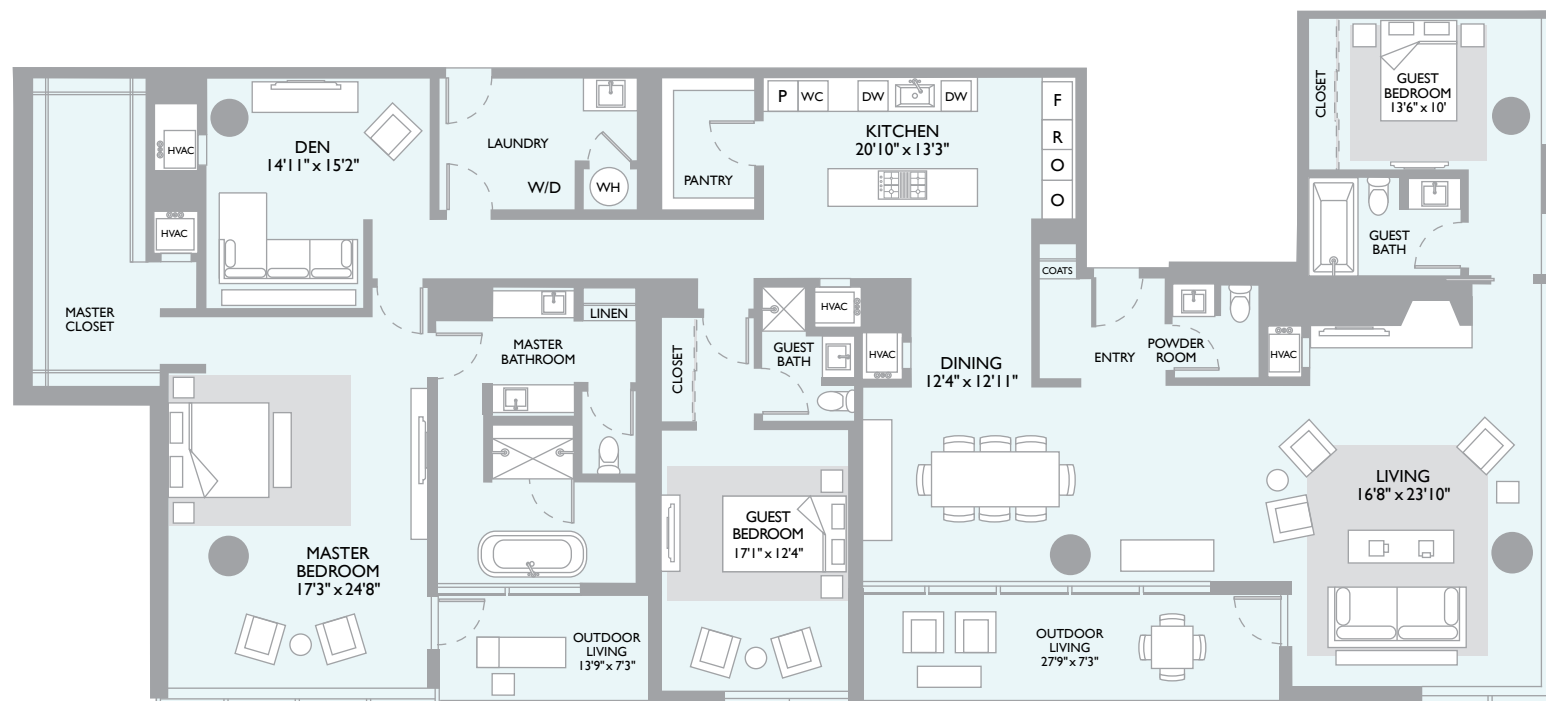 HVAC
HVAC
MASTER
CLOSET
DEN
14'11" x 15'2"
LAUNDRY
W/D
WH
PANTRY
P
WC
DW
DW
KITCHEN
20'10" x 13'3"
F
R
O
O
COATS
CLOSET
GUEST
BEDROOM
13'6" x 10'
GUEST
BATH
LINEN
MASTER
BATHROOM
CLOSET
GUEST
BATH
HVAC
HVAC
DINING
12'4" x 12'11"
ENTRY
POWDER
ROOM
HVAC
LIVING
16'8" x 23'10"
MASTER
BEDROOM
17'3" x 24'8"
GUEST
BEDROOM
17'1" x 12'4"
OUTDOOR
LIVING
13'9" x 7'3"
OUTDOOR
LIVING
27'9" x 7'3"